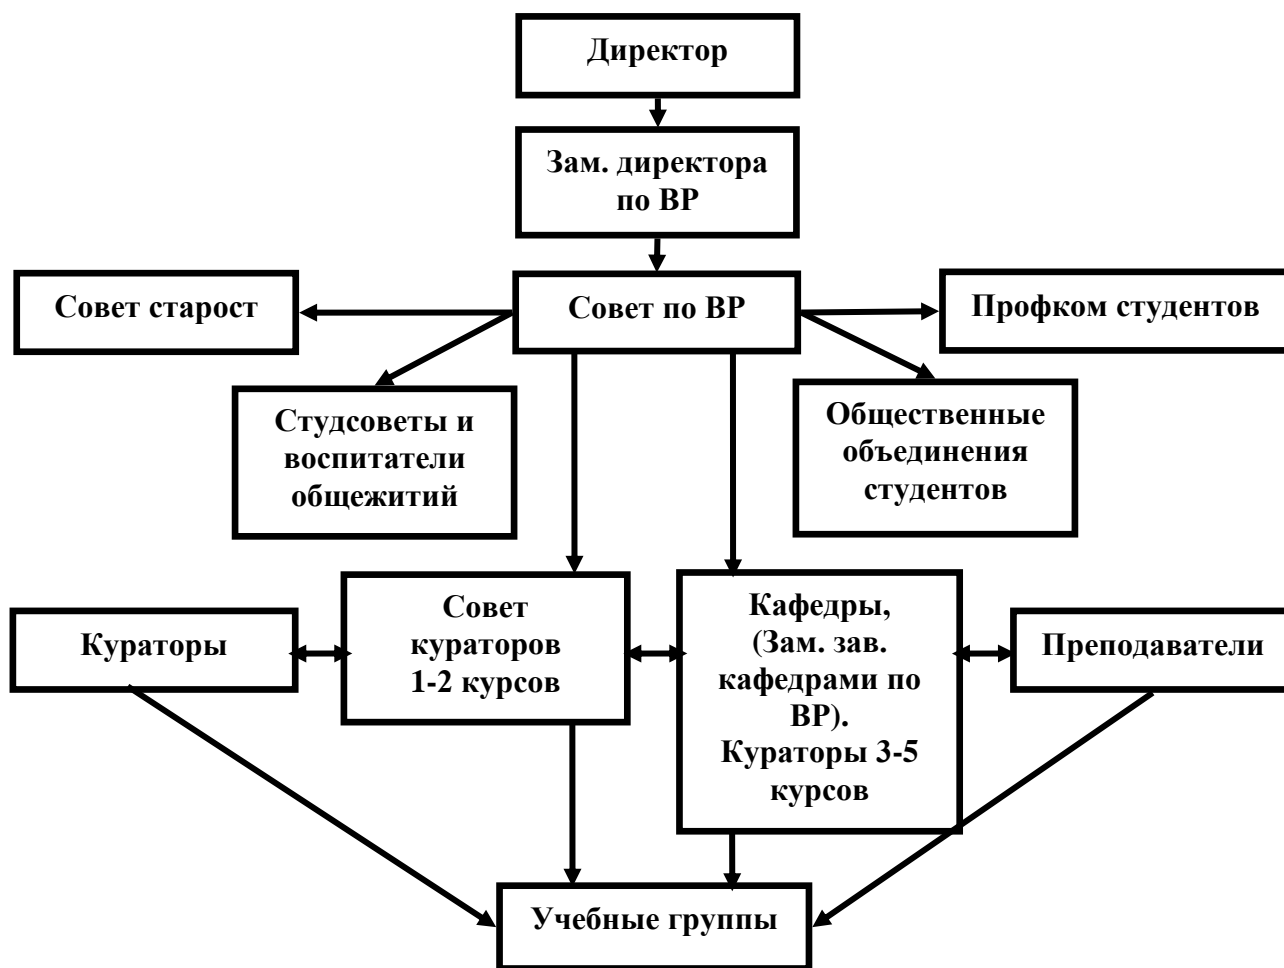 Директор
Зам. директора
по ВР
Совет старост
Совет по ВР
Профком студентов
Студсоветы и
воспитатели
общежитий
Общественные
объединения
студентов
Кураторы
Совет
кураторов
1-2 курсов
Кафедры,
(Зам. зав.
кафедрами по
ВР).
Кураторы 3-5
курсов
Преподаватели
Учебные группы